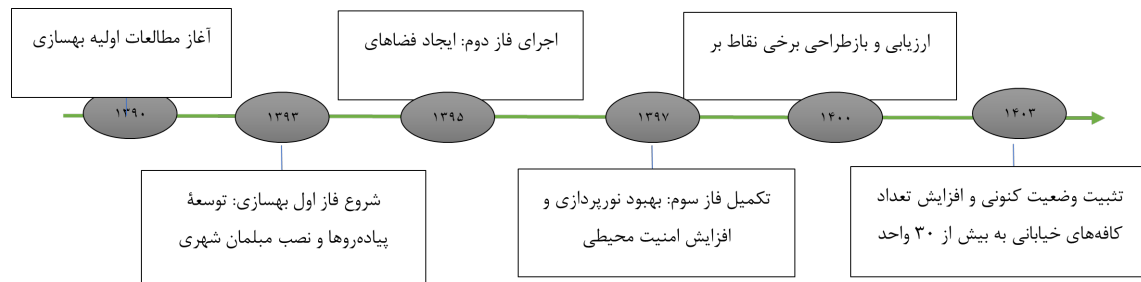 آغاز مطالعات اولیه بهسازی
اجرای فاز دوم: ایجاد فضاهای
ارزیابی و بازطراحی برخی نقاط بر
۱۳۹۰
۱۳۹۳
۱۳۹۵
۱۳۹۷
۱۴۰۰
۱۴۰۳
شروع فاز اول بهسازی: توسعهٔ
پیاده‌روها و نصب مبلمان شهری
تکمیل فاز سوم: بهبود نورپردازی و
افزایش امنیت محیطی
تثبیت وضعیت کنونی و افزایش تعداد
کافه‌های خیابانی به بیش از ۳۰ واحد